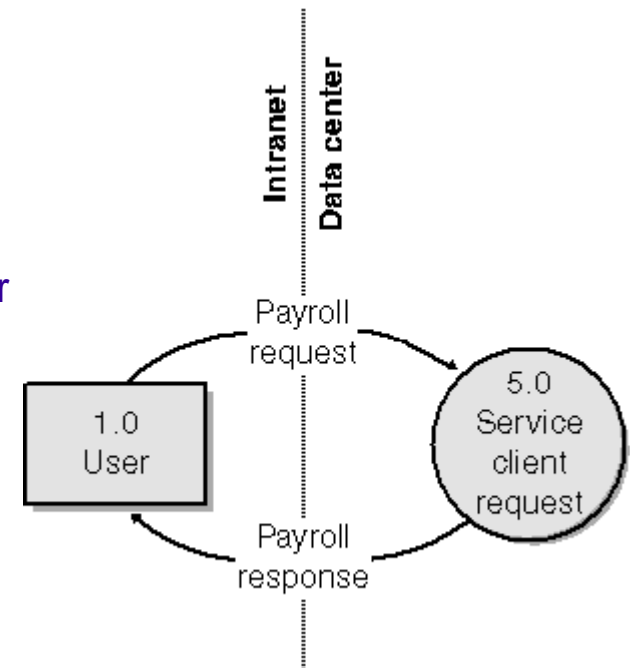 Intranet
Data center
r
Payroll
request
1.0
User
5.0
Service
client
request
Payroll
response